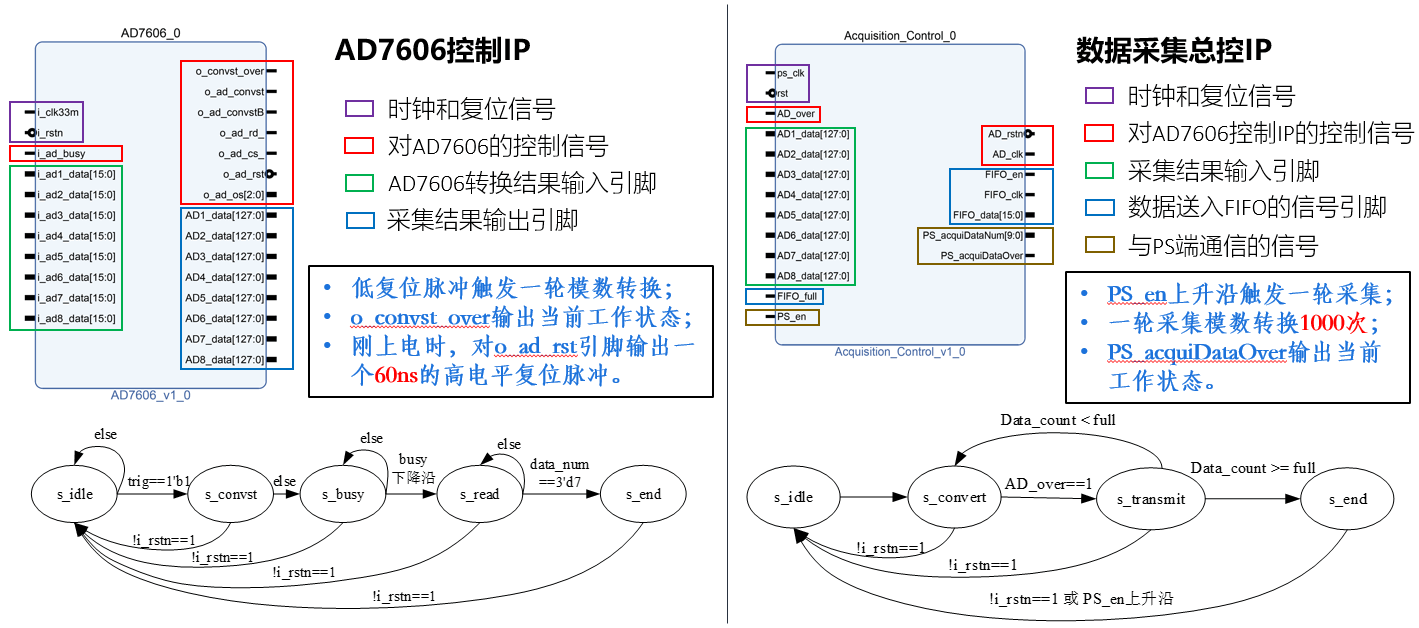 AD7606_0
i_clk33m
i_rstn
i_ad_busy
i_ad1_data[15:0]
i_ad2_data[15:0]
i_ad3_data[15:0]
i_ad4_data[15:0]
i_ad5_data[15:0]
i_ad6_data[15:0]
i_ad7_data[15:0]
i_ad8_data[15:0]
o_convst_over
o_ad_convst
o_ad_convstB
o_ad_rd_
o_ad_cs_
o_ad_rst
o_ad_os[2:0]
AD1_data[127:0]
AD2_data[127:0]
AD3_data[127:0]
AD4_data[127:0]
AD5_data[127:0]
AD6_data[127:0]
AD7_data[127:0]
AD8_data[127:0]
AD7606_v1_0
AD7606控制IP
时钟和复位信号
对AD7606的控制信号
AD7606转换结果输入引脚
采集结果输出引脚
• 低复位脉冲触发一轮模数转换；
• o_convst_over输出当前工作状态；
• 刚上电时，对o_ad_rst引脚输出一
个60ns的高电平复位脉冲。
else
s_idle
trig==1'b1
s_convst
else
else
s_busy
busy
下降沿
else
s_read
data_num
==3'd7
s_end
!i_rstn==1
!i_rstn==1
!i_rstn==1
!i_rstn==1
Acquisition_Control_0
ps_clk
rst
AD_over
AD1_data[127:0]
AD2_data[127:0]
AD3_data[127:0]
AD4_data[127:0]
AD5_data[127:0]
AD6_data[127:0]
AD7_data[127:0]
AD8_data[127:0]
FIFO_full
PS_en
AD_rstn
AD_clk
FIFO_en
FIFO_clk
FIFO_data[15:0]
PS_acquiDataNum[9:0]
PS_acquiDataOver
Acquisition_Control_v1_0
数据采集总控IP
时钟和复位信号
对AD7606控制IP的控制信号
采集结果输入引脚
数据送入FIFO的信号引脚
与PS端通信的信号
• PS_en上升沿触发一轮采集；
• 一轮采集模数转换1000次；
• PS_acquiDataOver输出当前
工作状态。
Data_count < full
s_idle
s_convert
AD_over==1
s_transmit
Data_count >= full
s_end
!i_rstn==1
!i_rstn==1
!i_rstn==1 或 PS_en上升沿